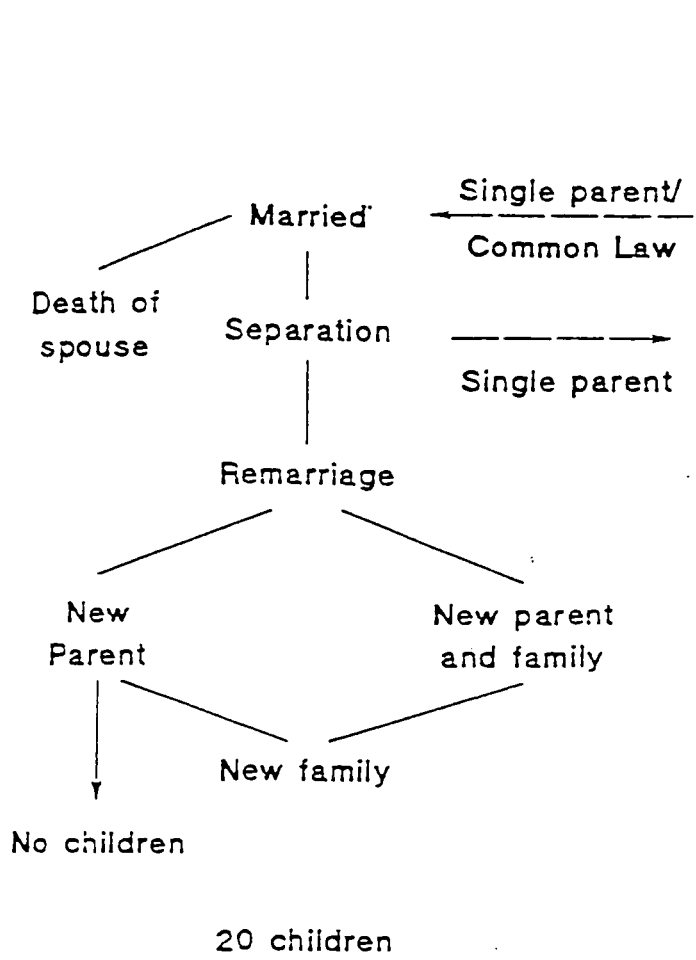 Single parent/
Married
Common Law
Death of
spouse
Separation
Single parent
Remarriage
New
Parent
New parent
and family
New family
No children
20 children